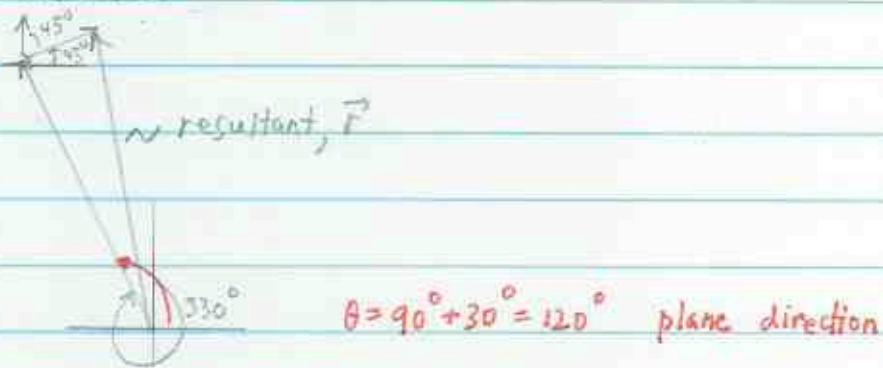 45°
45°
resultant, r⃗
330°
θ = 90° + 30° = 120° plane direction